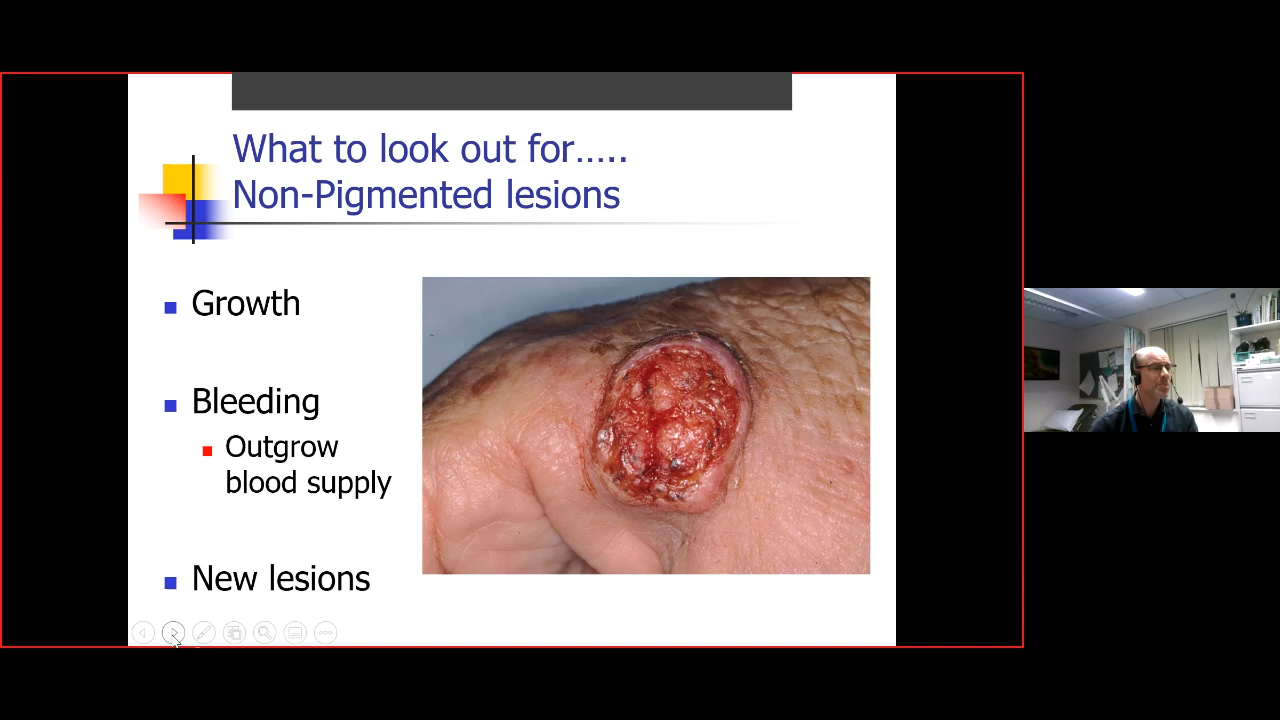 What to look out for.....
Non-Pigmented lesions
Growth
Bleeding
Outgrow
blood supply
New lesions